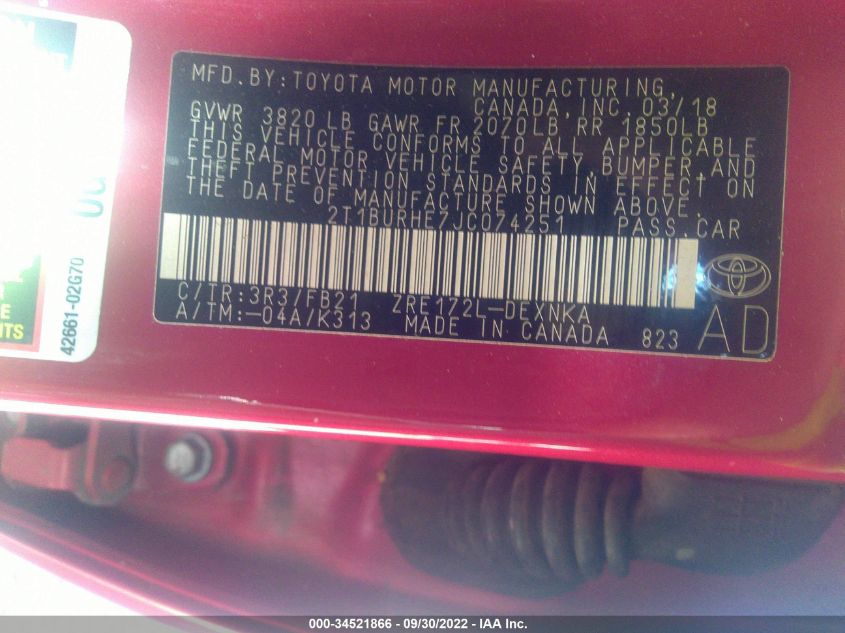 MFD. BY: TOYOTA MOTOR MANUFACTURING,
CANADA, INC. 03/18
GVWR 3820 LB GAWR FR 2070LB RR 1850LB
THIS VEHICLE CONFORMS TO ALL APPLICABLE
FEDERAL MOTOR VEHICLE SAFETY, BUMPER, AND
THEFT PREVENTION STANDARDS IN EFFECT ON
THE DATE OF MANUFACTURE SHOWN ABOVE.
2T1BURHE7JC074251 PASS. CAR
C/TR: 3R3/FB21 ZRE172L-DEXNKA
A/TM: -04A/K313 MADE IN CANADA 823
AD
42661-02G70
000-34521866 - 09/30/2022 - IAA Inc.